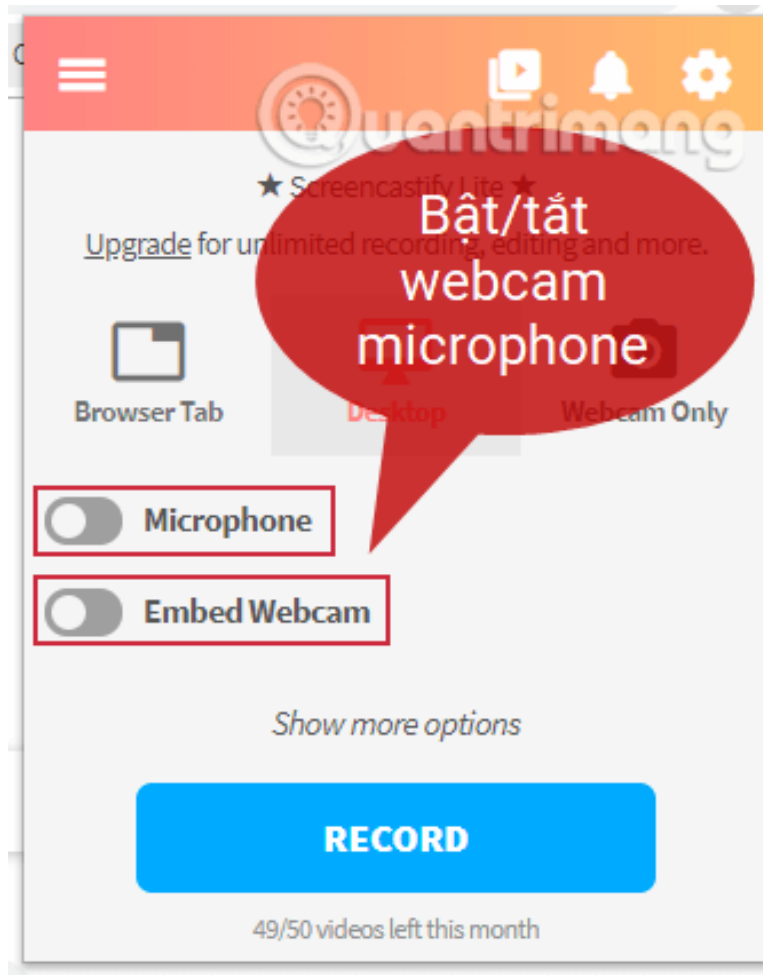 Quantrimang
★ Screencastify Lite ★
Upgrade for unlimited recording, editing and more.
Bật/tắt
webcam
microphone
Browser Tab
Desktop
Webcam Only
Microphone
Embed Webcam
Show more options
RECORD
49/50 videos left this month